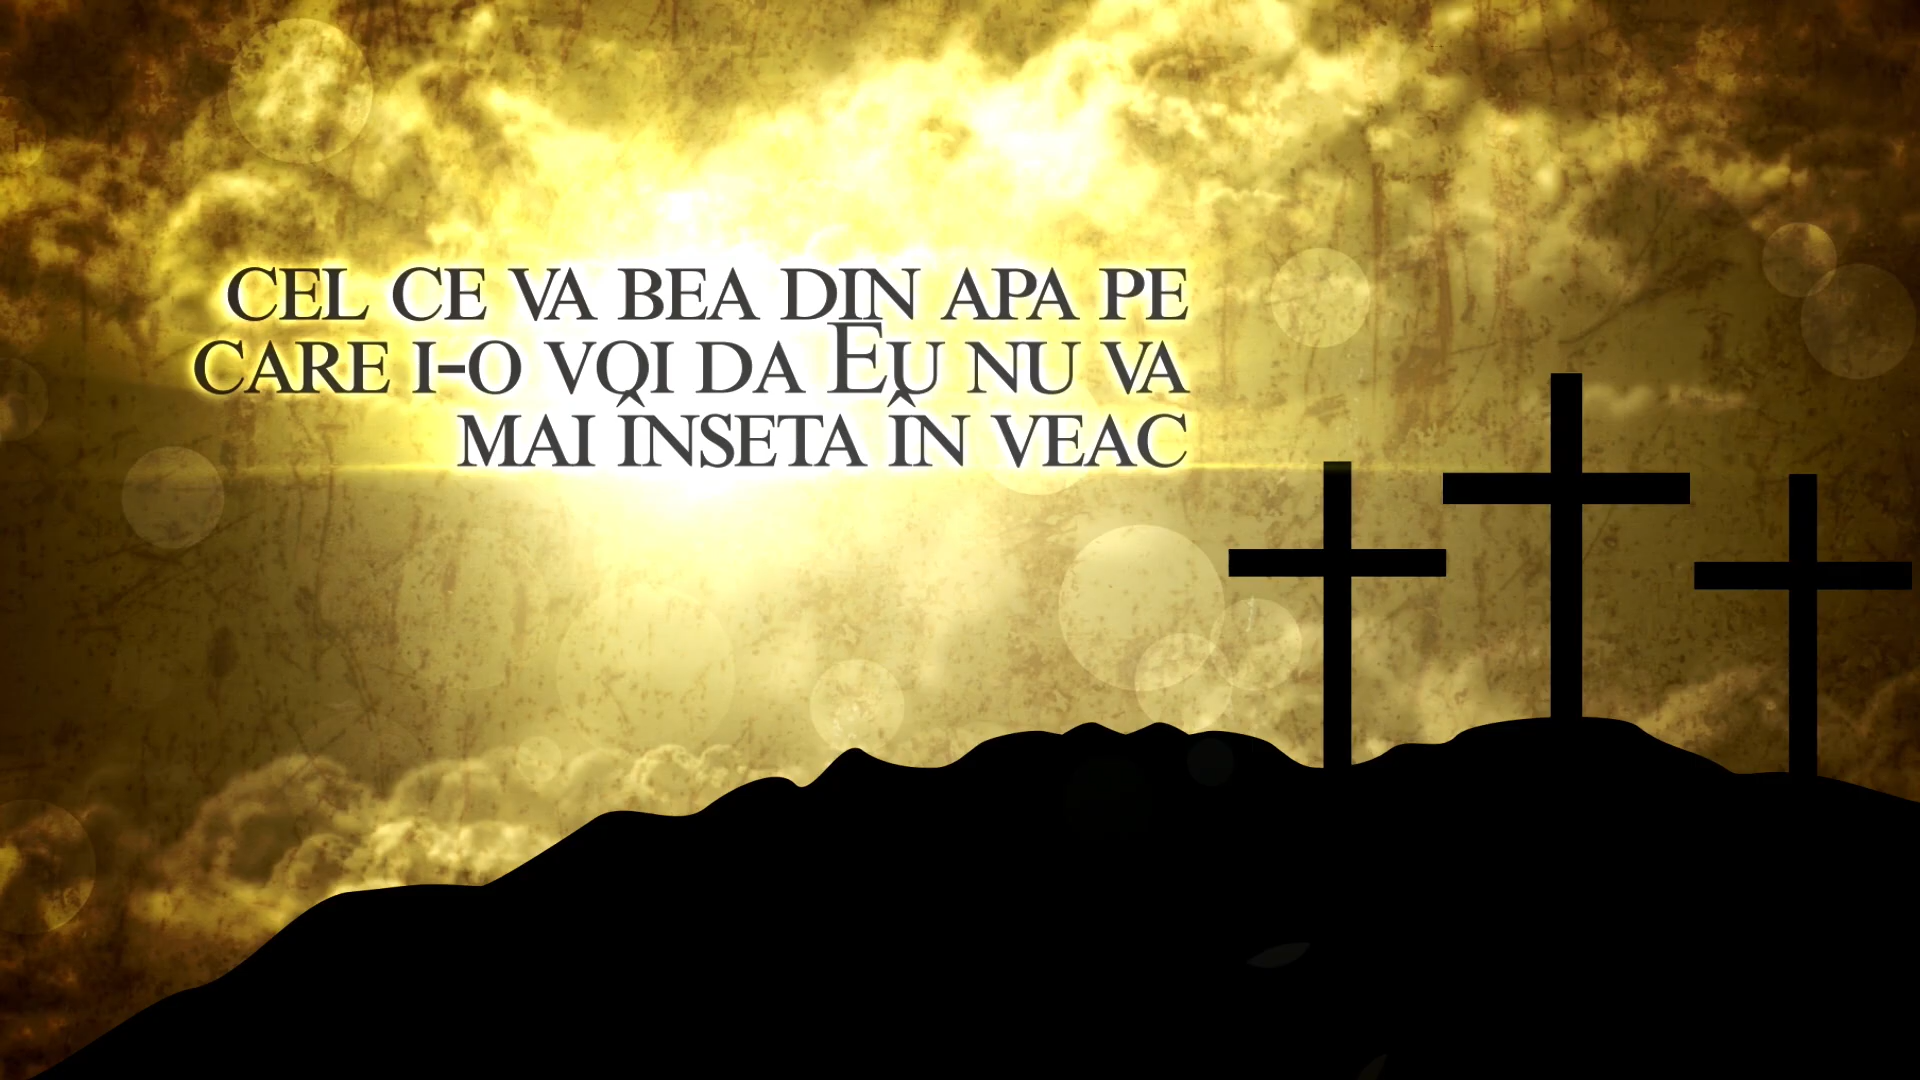 CEL CE VA BEA DIN APA PE
CARE I-O VOI DA EU NU VA
MAI ÎNSETA ÎN VEAC